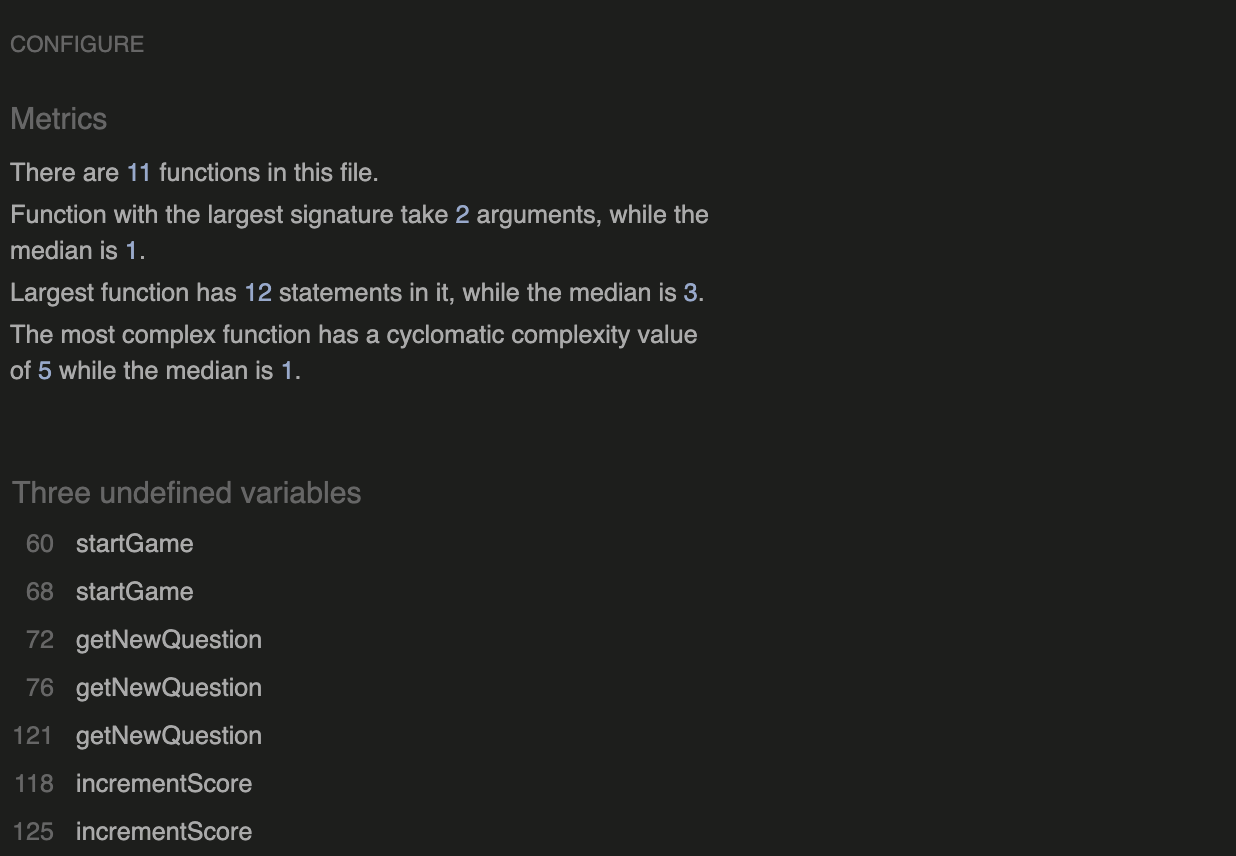 CONFIGURE
Metrics
There are 11 functions in this file.
Function with the largest signature take 2 arguments, while the
median is 1.
Largest function has 12 statements in it, while the median is 3.
The most complex function has a cyclomatic complexity value
of 5 while the median is 1.
Three undefined variables
60 startGame
68 startGame
72 getNewQuestion
76 getNewQuestion
121 getNewQuestion
118 incrementScore
125 incrementScore